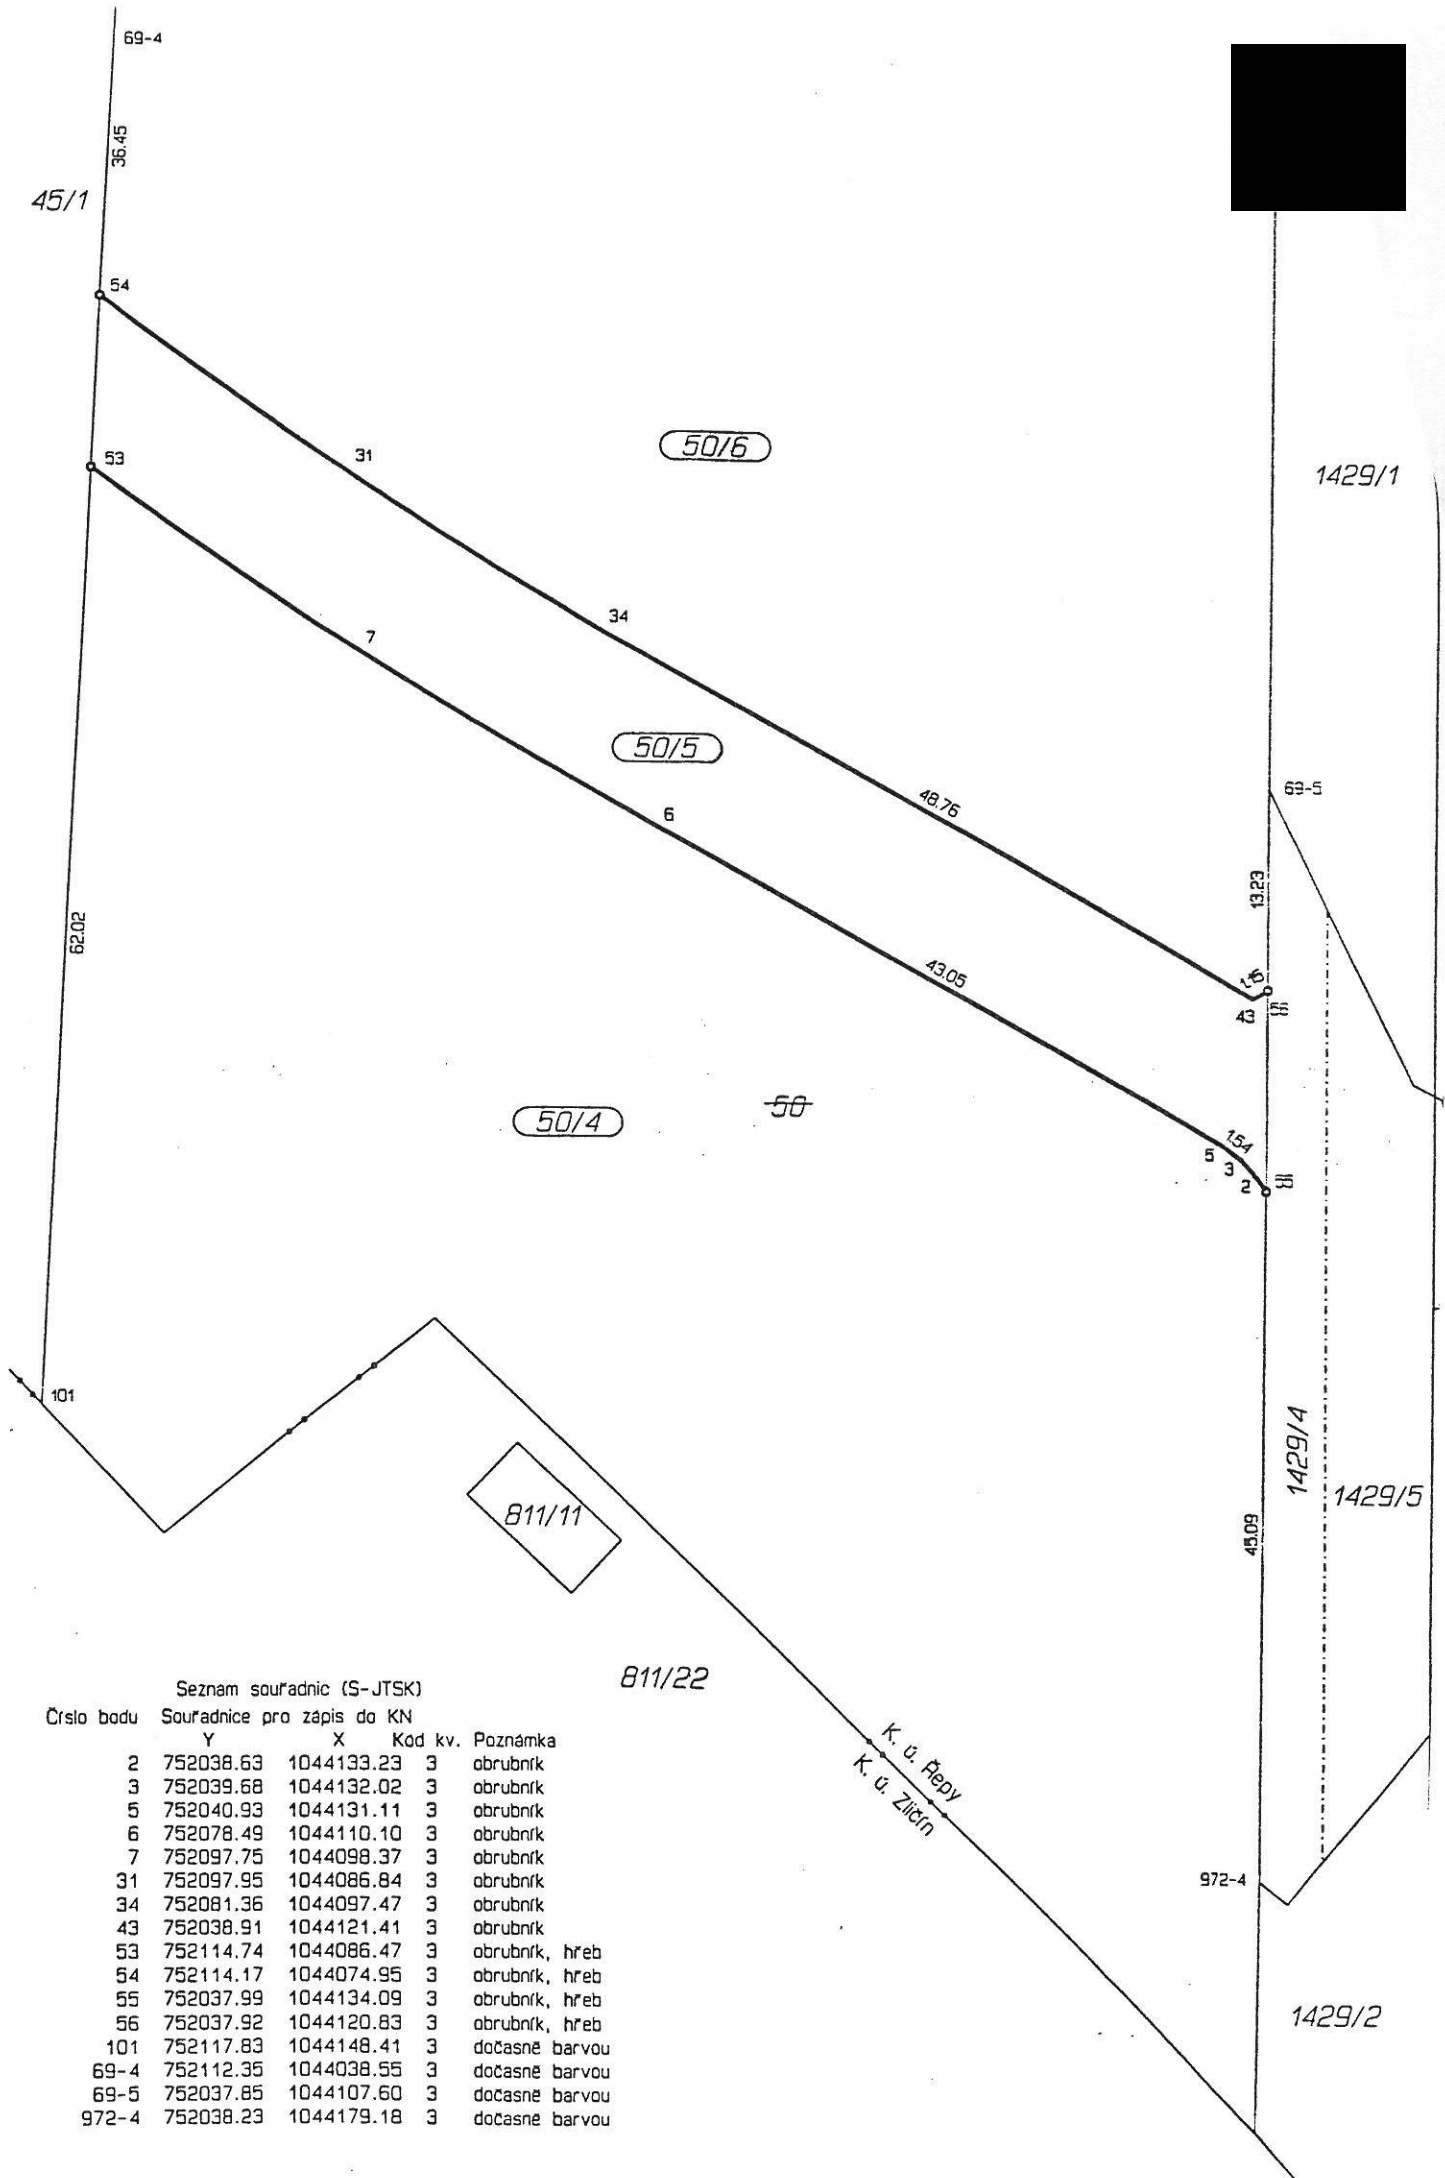 69-4
36.45
45/1
54
53
31
50/6
1429/1
34
7
50/5
69-5
48.76
6
13.23
62.02
43.05
1.15
43
56
50
50/4
1.54
5
3
2
101
1429/4
1429/5
811/11
45.09
811/22
K. ú. Řepy
K. ú. Zličín
972-4
1429/2
Seznam souřadnic (S-JTSK)
Číslo bodu Souřadnice pro zápis do KN
Y X Kód kv. Poznámka
2 752038.63 1044133.23 3 obrubník
3 752039.68 1044132.02 3 obrubník
5 752040.93 1044131.11 3 obrubník
6 752078.49 1044110.10 3 obrubník
7 752097.75 1044098.37 3 obrubník
31 752097.95 1044086.84 3 obrubník
34 752081.36 1044097.47 3 obrubník
43 752038.91 1044121.41 3 obrubník
53 752114.74 1044086.47 3 obrubník, hřeb
54 752114.17 1044074.95 3 obrubník, hřeb
55 752037.99 1044134.09 3 obrubník, hřeb
56 752037.92 1044120.83 3 obrubník, hřeb
101 752117.83 1044148.41 3 dočasně barvou
69-4 752112.35 1044038.55 3 dočasně barvou
69-5 752037.85 1044107.60 3 dočasně barvou
972-4 752038.23 1044179.18 3 dočasně barvou